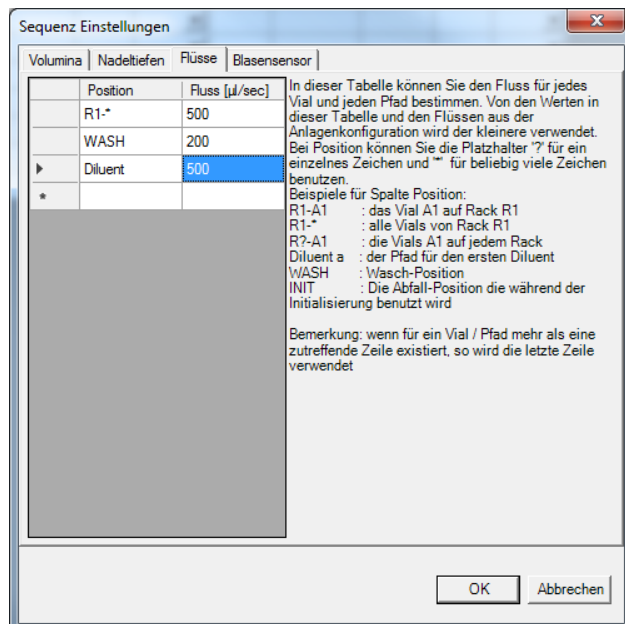 Sequenz Einstellungen
Volumina Nadeltiefen Flüsse Blasensensor
Position Fluss [µl/sec]
R1-* 500
WASH 200
Diluent 500
*
In dieser Tabelle können Sie den Fluss für jedes
Vial und jeden Pfad bestimmen. Von den Werten in
dieser Tabelle und den Flüssen aus der
Anlagenkonfiguration wird der kleinere verwendet.
Bei Position können Sie die Platzhalter '?' für ein
einzelnes Zeichen und '*' für beliebig viele Zeichen
benutzen.
Beispiele für Spalte Position:
R1-A1 : das Vial A1 auf Rack R1
R1-* : alle Vials von Rack R1
R?-A1 : die Vials A1 auf jedem Rack
Diluent a : der Pfad für den ersten Diluent
WASH : Wasch-Position
INIT : Die Abfall-Position die während der
Initialisierung benutzt wird
Bemerkung: wenn für ein Vial / Pfad mehr als eine
zutreffende Zeile existiert, so wird die letzte Zeile
verwendet
OK Abbrechen